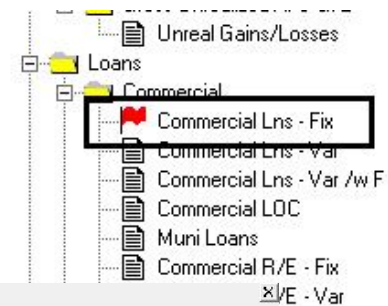 Unreal Gains/Losses
Loans
Commercial
Commercial Lns - Fix
Commercial Lns - Var
Commercial Lns - Var /w F
Commercial LOC
Muni Loans
Commercial R/E - Fix
/E - Var